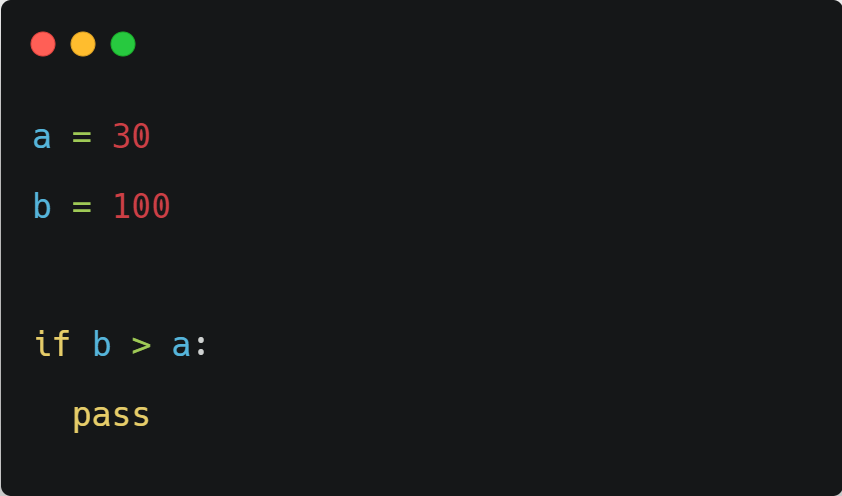 a = 30
b = 100
if b > a:
  pass